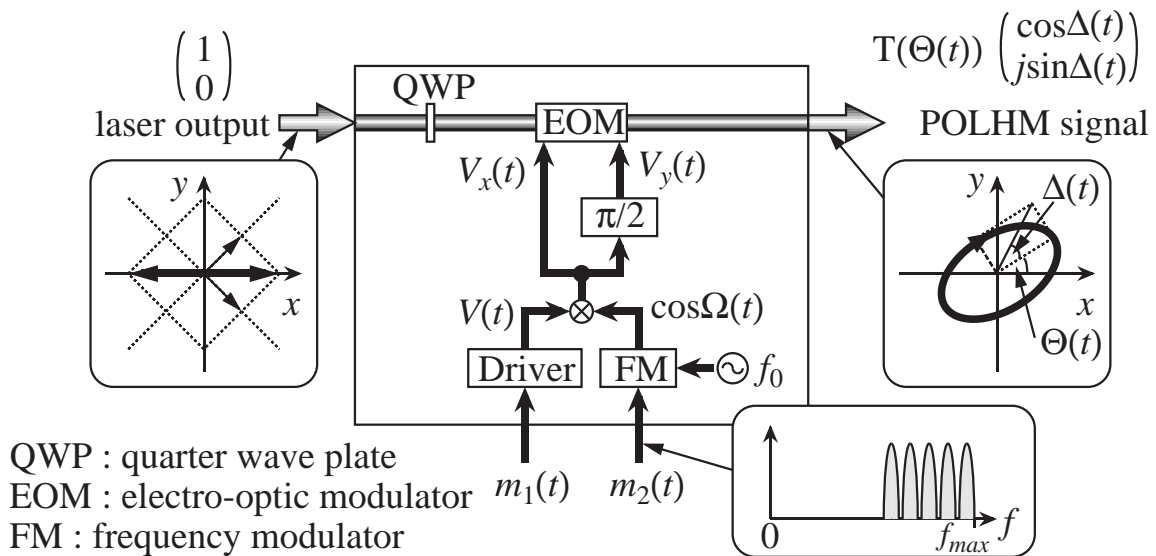 ( 1 0 )
laser output
QWP
EOM
T(Θ(t)) ( cosΔ(t) jsinΔ(t) )
POLHM signal
V_x(t)
V_y(t)
π/2
y
x
y
Δ(t)
x
Θ(t)
V(t)
cosΩ(t)
Driver
FM
f_0
m_1(t)
m_2(t)
QWP : quarter wave plate
EOM : electro-optic modulator
FM : frequency modulator
0
f_max
f